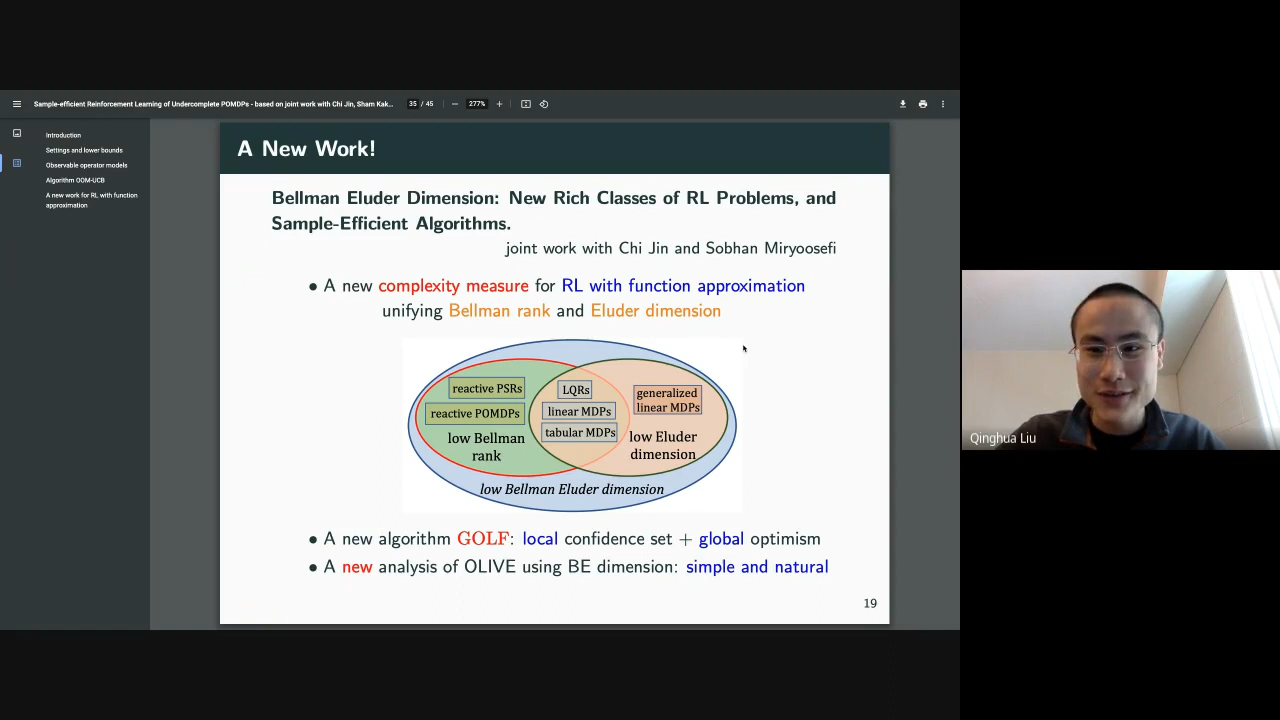 Sample-efficient Reinforcement Learning of Undercomplete POMDPs - based on joint work with Chi Jin, Sham Kak... 35 / 45 277%
Introduction
Settings and lower bounds
Observable operator models
Algorithm OOM-UCB
A new work for RL with function
approximation
A New Work!
Bellman Eluder Dimension: New Rich Classes of RL Problems, and
Sample-Efficient Algorithms.
joint work with Chi Jin and Sobhan Miryoosefi
• A new complexity measure for RL with function approximation
unifying Bellman rank and Eluder dimension
reactive PSRs
reactive POMDPs
low Bellman
rank
LQRs
linear MDPs
tabular MDPs
generalized
linear MDPs
low Eluder
dimension
low Bellman Eluder dimension
• A new algorithm GOLF: local confidence set + global optimism
• A new analysis of OLIVE using BE dimension: simple and natural
19
Qinghua Liu